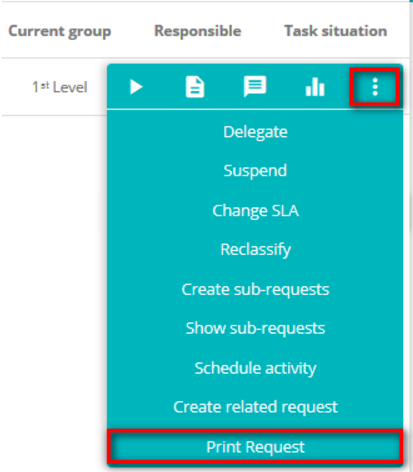 Current group Responsible Task situation
1st Level
Delegate
Suspend
Change SLA
Reclassify
Create sub-requests
Show sub-requests
Schedule activity
Create related request
Print Request